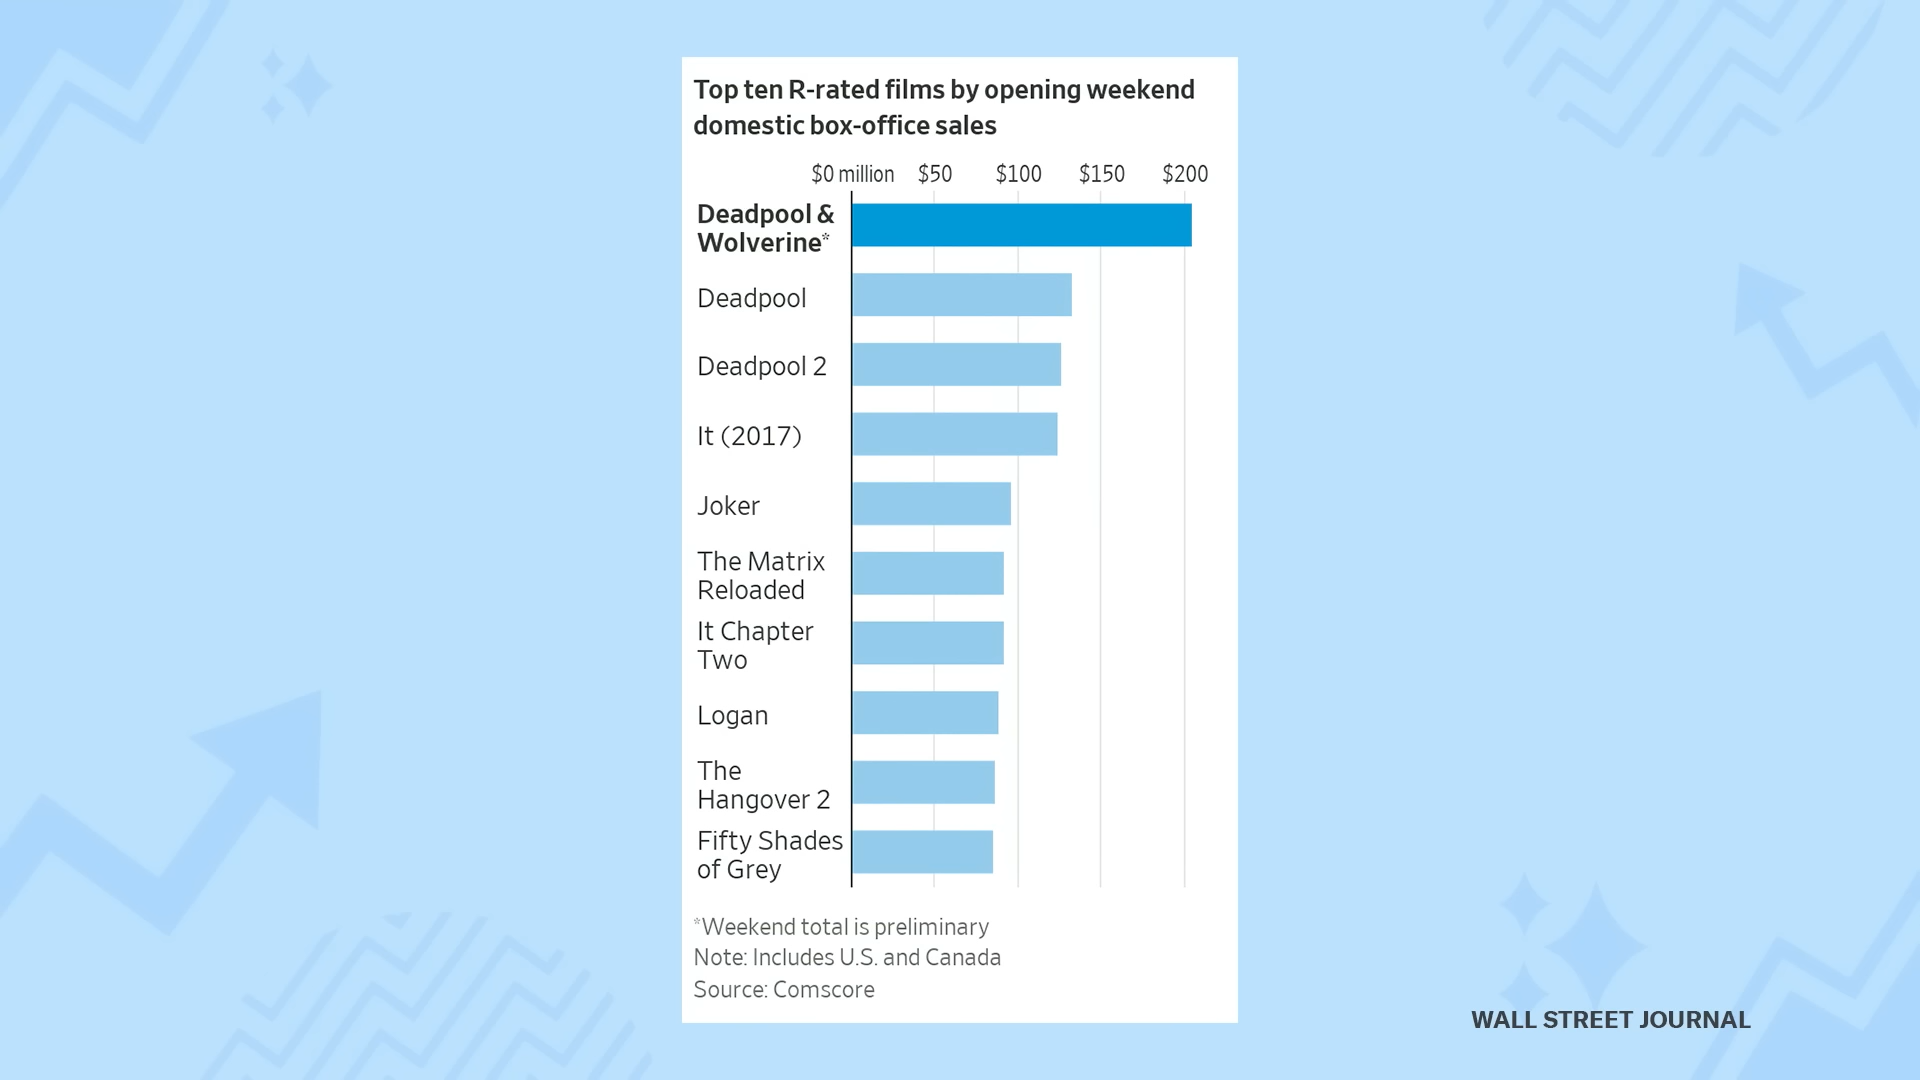 Top ten R-rated films by opening weekend
domestic box-office sales
$0 million $50 $100 $150 $200
Deadpool &
Wolverine*
Deadpool
Deadpool 2
It (2017)
Joker
The Matrix
Reloaded
It Chapter
Two
Logan
The
Hangover 2
Fifty Shades
of Grey
*Weekend total is preliminary
Note: Includes U.S. and Canada
Source: Comscore
WALL STREET JOURNAL